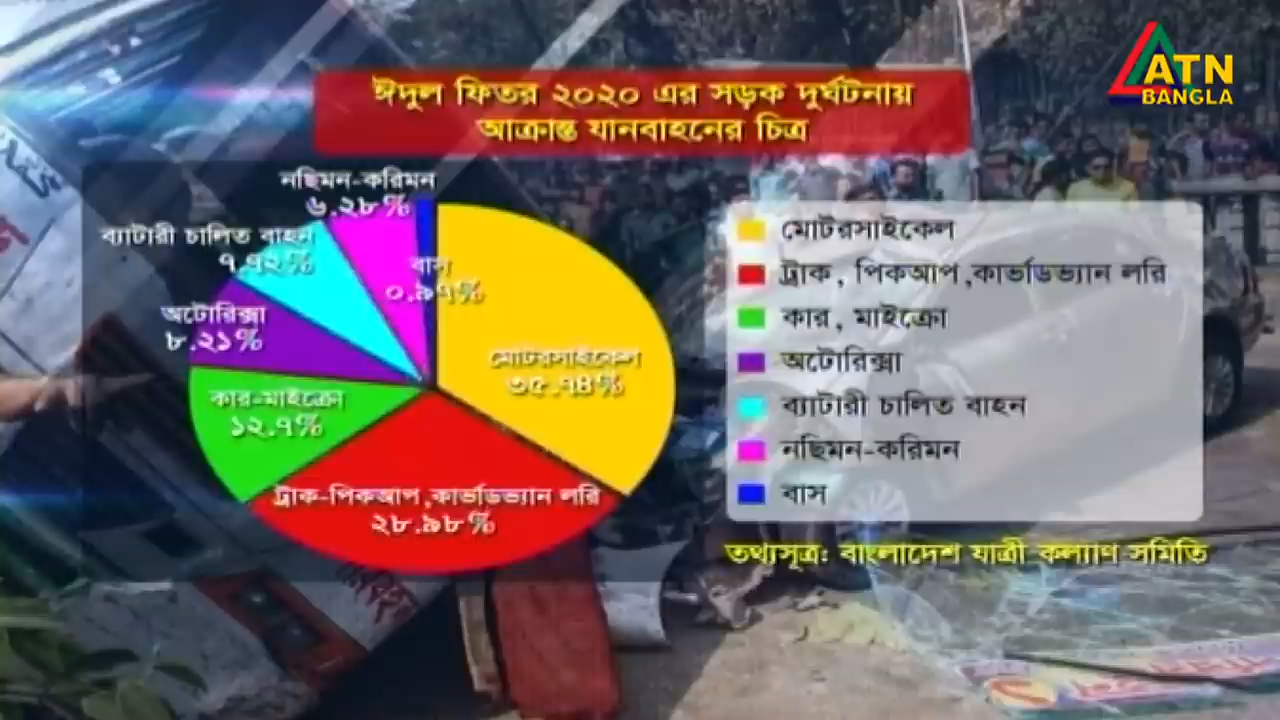 ATN
BANGLA
ঈদুল ফিতর ২০২০ এর সড়ক দুর্ঘটনায়
আক্রান্ত যানবাহনের চিত্র
নছিমন-করিমন
৬.২৮%
ব্যাটারী চালিত বাহন
৭.৭২%
বাস
০.৯৭%
অটোরিক্সা
৮.২১%
মোটরসাইকেল
৩৫.৭৪%
কার-মাইক্রো
১২.৭%
ট্রাক-পিকআপ,কার্ভাডভ্যান লরি
২৮.৯৮%
মোটরসাইকেল
ট্রাক, পিকআপ,কার্ভাডভ্যান লরি
কার, মাইক্রো
অটোরিক্সা
ব্যাটারী চালিত বাহন
নছিমন-করিমন
বাস
তথ্যসূত্র: বাংলাদেশ যাত্রী কল্যাণ সমিতি